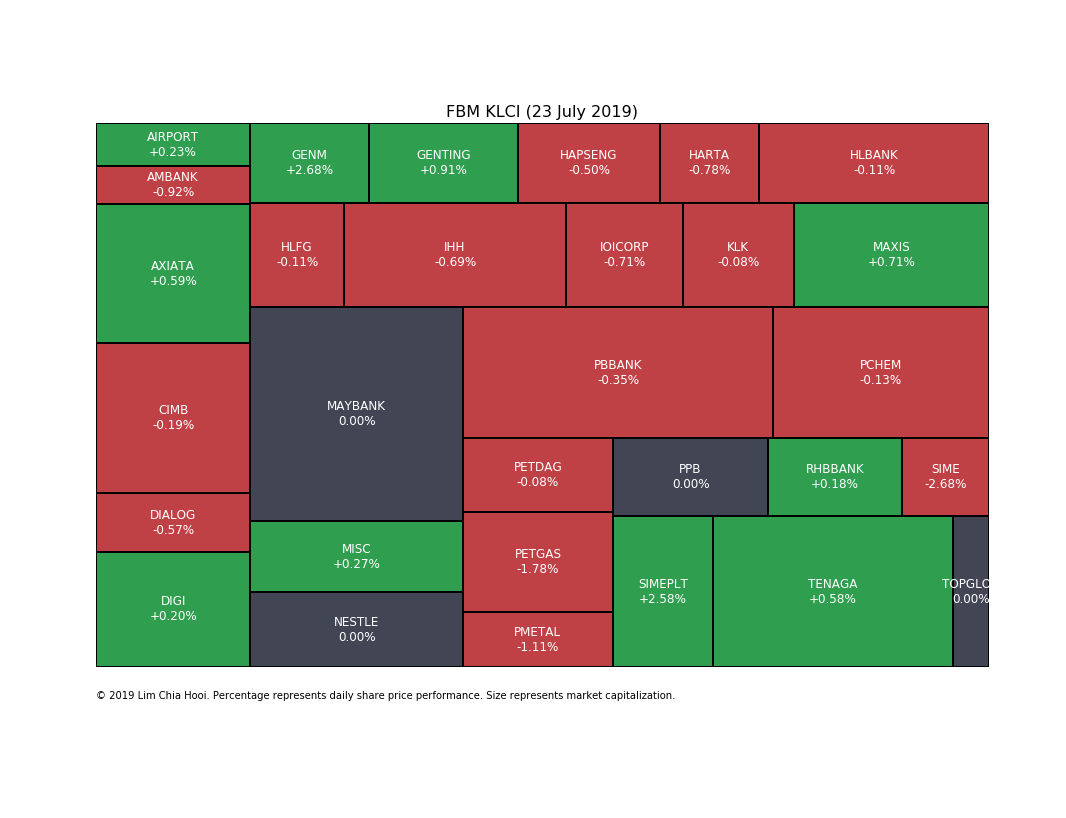 FBM KLCI (23 July 2019)
AIRPORT
+0.23%
AMBANK
-0.92%
AXIATA
+0.59%
CIMB
-0.19%
DIALOG
-0.57%
DIGI
+0.20%
GENM
+2.68%
GENTING
+0.91%
HAPSENG
-0.50%
HARTA
-0.78%
HLBANK
-0.11%
HLFG
-0.11%
IHH
-0.69%
IOICORP
-0.71%
KLK
-0.08%
MAXIS
+0.71%
MAYBANK
0.00%
MISC
+0.27%
NESTLE
0.00%
PBBANK
-0.35%
PCHEM
-0.13%
PETDAG
-0.08%
PETGAS
-1.78%
PMETAL
-1.11%
PPB
0.00%
RHBBANK
+0.18%
SIME
-2.68%
SIMEPLT
+2.58%
TENAGA
+0.58%
TOPGLO
0.00%
© 2019 Lim Chia Hooi. Percentage represents daily share price performance. Size represents market capitalization.